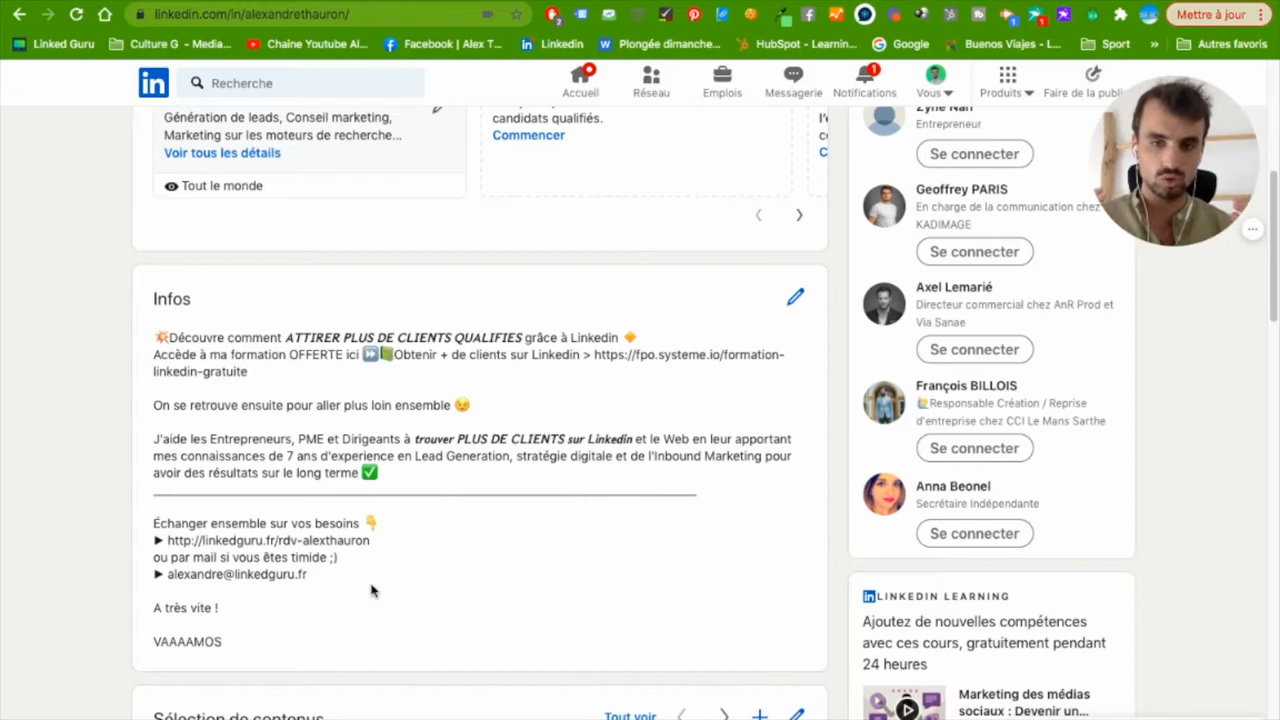 linkedin.com/in/alexandrethauron/
Mettre à jour
Linked Guru
Culture G - Media...
Chaine Youtube Al...
Facebook | Alex T...
Linkedin
Plongée dimanche...
HubSpot - Learnin...
Google
Buenos Viajes - L...
Sport
»
Autres favoris
Recherche
Accueil
Réseau
Emplois
Messagerie
1
Notifications
Vous
Produits
Faire de la publi
Génération de leads, Conseil marketing,
Marketing sur les moteurs de recherche...
Voir tous les détails
Tout le monde
candidats qualifiés.
Commencer
Infos
💥Découvre comment ATTIRER PLUS DE CLIENTS QUALIFIES grâce à Linkedin 🔸
Accède à ma formation OFFERTE ici ⏩📗Obtenir + de clients sur Linkedin > https://fpo.systeme.io/formation-
linkedin-gratuite
On se retrouve ensuite pour aller plus loin ensemble 😉
J'aide les Entrepreneurs, PME et Dirigeants à trouver PLUS DE CLIENTS sur Linkedin et le Web en leur apportant
mes connaissances de 7 ans d'experience en Lead Generation, stratégie digitale et de l'Inbound Marketing pour
avoir des résultats sur le long terme ✅
Échanger ensemble sur vos besoins 👇
► http://linkedguru.fr/rdv-alexthauron
ou par mail si vous êtes timide ;)
► alexandre@linkedguru.fr
A très vite !
VAAAAMOS
Sélection de contenus
Tout voir
Entrepreneur
Se connecter
Geoffrey PARIS
En charge de la communication chez
KADIMAGE
Se connecter
Axel Lemarié
Directeur commercial chez AnR Prod et
Via Sanae
Se connecter
François BILLOIS
Responsable Création / Reprise
d'entreprise chez CCI Le Mans Sarthe
Se connecter
Anna Beonel
Secrétaire Indépendante
Se connecter
in LINKEDIN LEARNING
Ajoutez de nouvelles compétences
avec ces cours, gratuitement pendant
24 heures
Marketing des médias
sociaux : Devenir un...